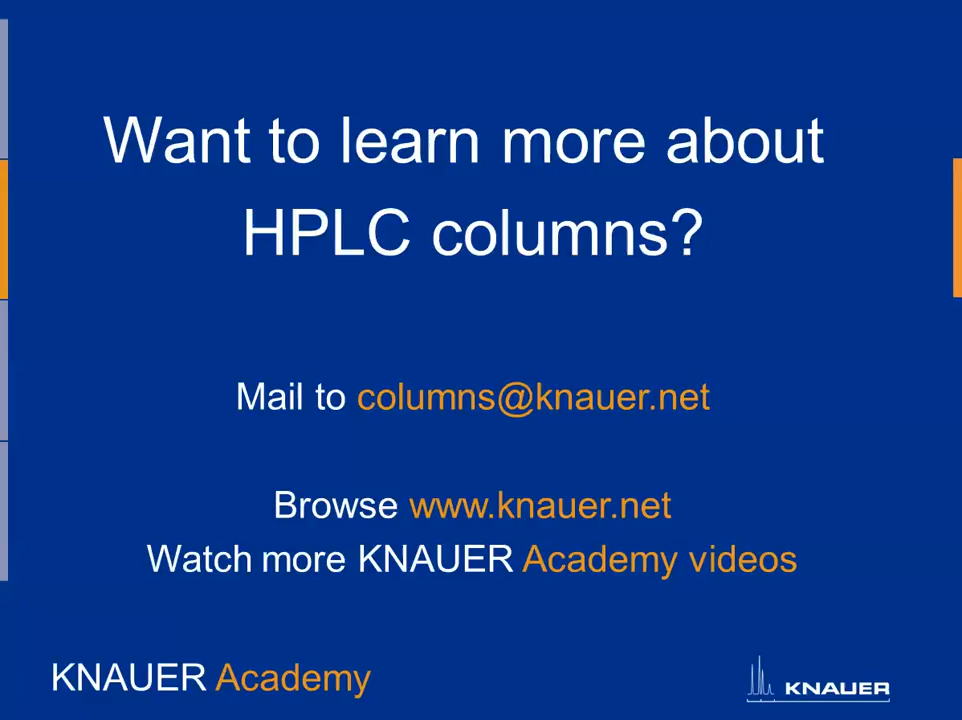 Want to learn more about
HPLC columns?
Mail to columns@knauer.net
Browse www.knauer.net
Watch more KNAUER Academy videos
KNAUER Academy
KNAUER